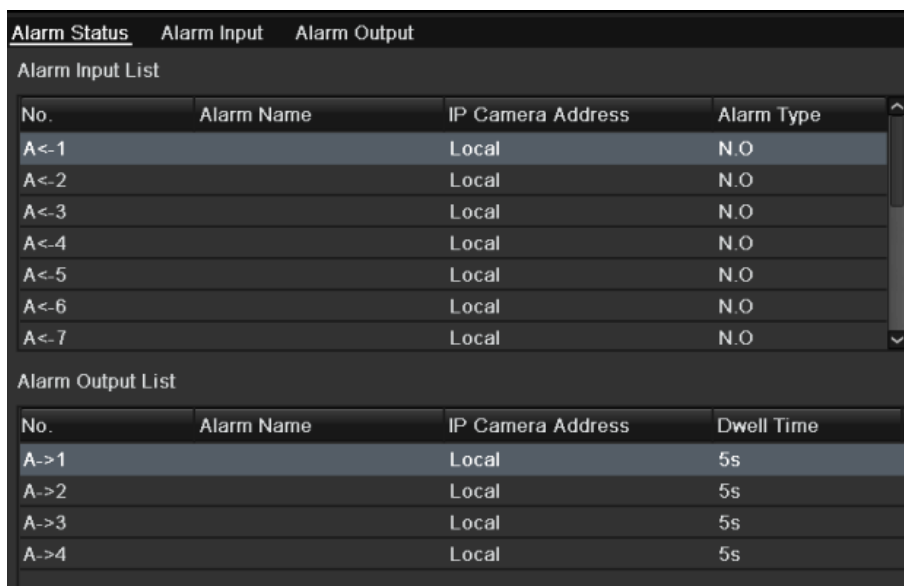 Alarm Status Alarm Input Alarm Output
Alarm Input List
No. Alarm Name IP Camera Address Alarm Type
A<-1 Local N.O
A<-2 Local N.O
A<-3 Local N.O
A<-4 Local N.O
A<-5 Local N.O
A<-6 Local N.O
A<-7 Local N.O
Alarm Output List
No. Alarm Name IP Camera Address Dwell Time
A->1 Local 5s
A->2 Local 5s
A->3 Local 5s
A->4 Local 5s